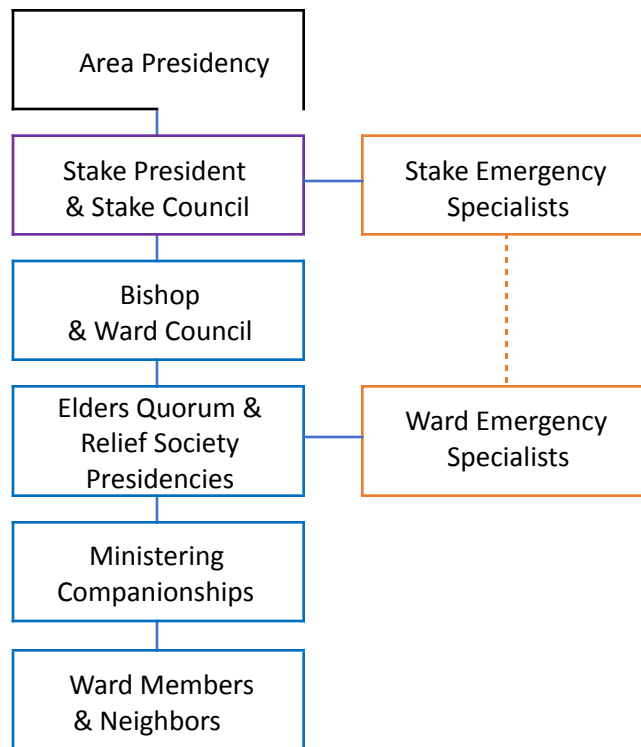 Area Presidency
Stake President
& Stake Council
Stake Emergency
Specialists
Bishop
& Ward Council
Elders Quorum &
Relief Society
Presidencies
Ward Emergency
Specialists
Ministering
Companionships
Ward Members
& Neighbors